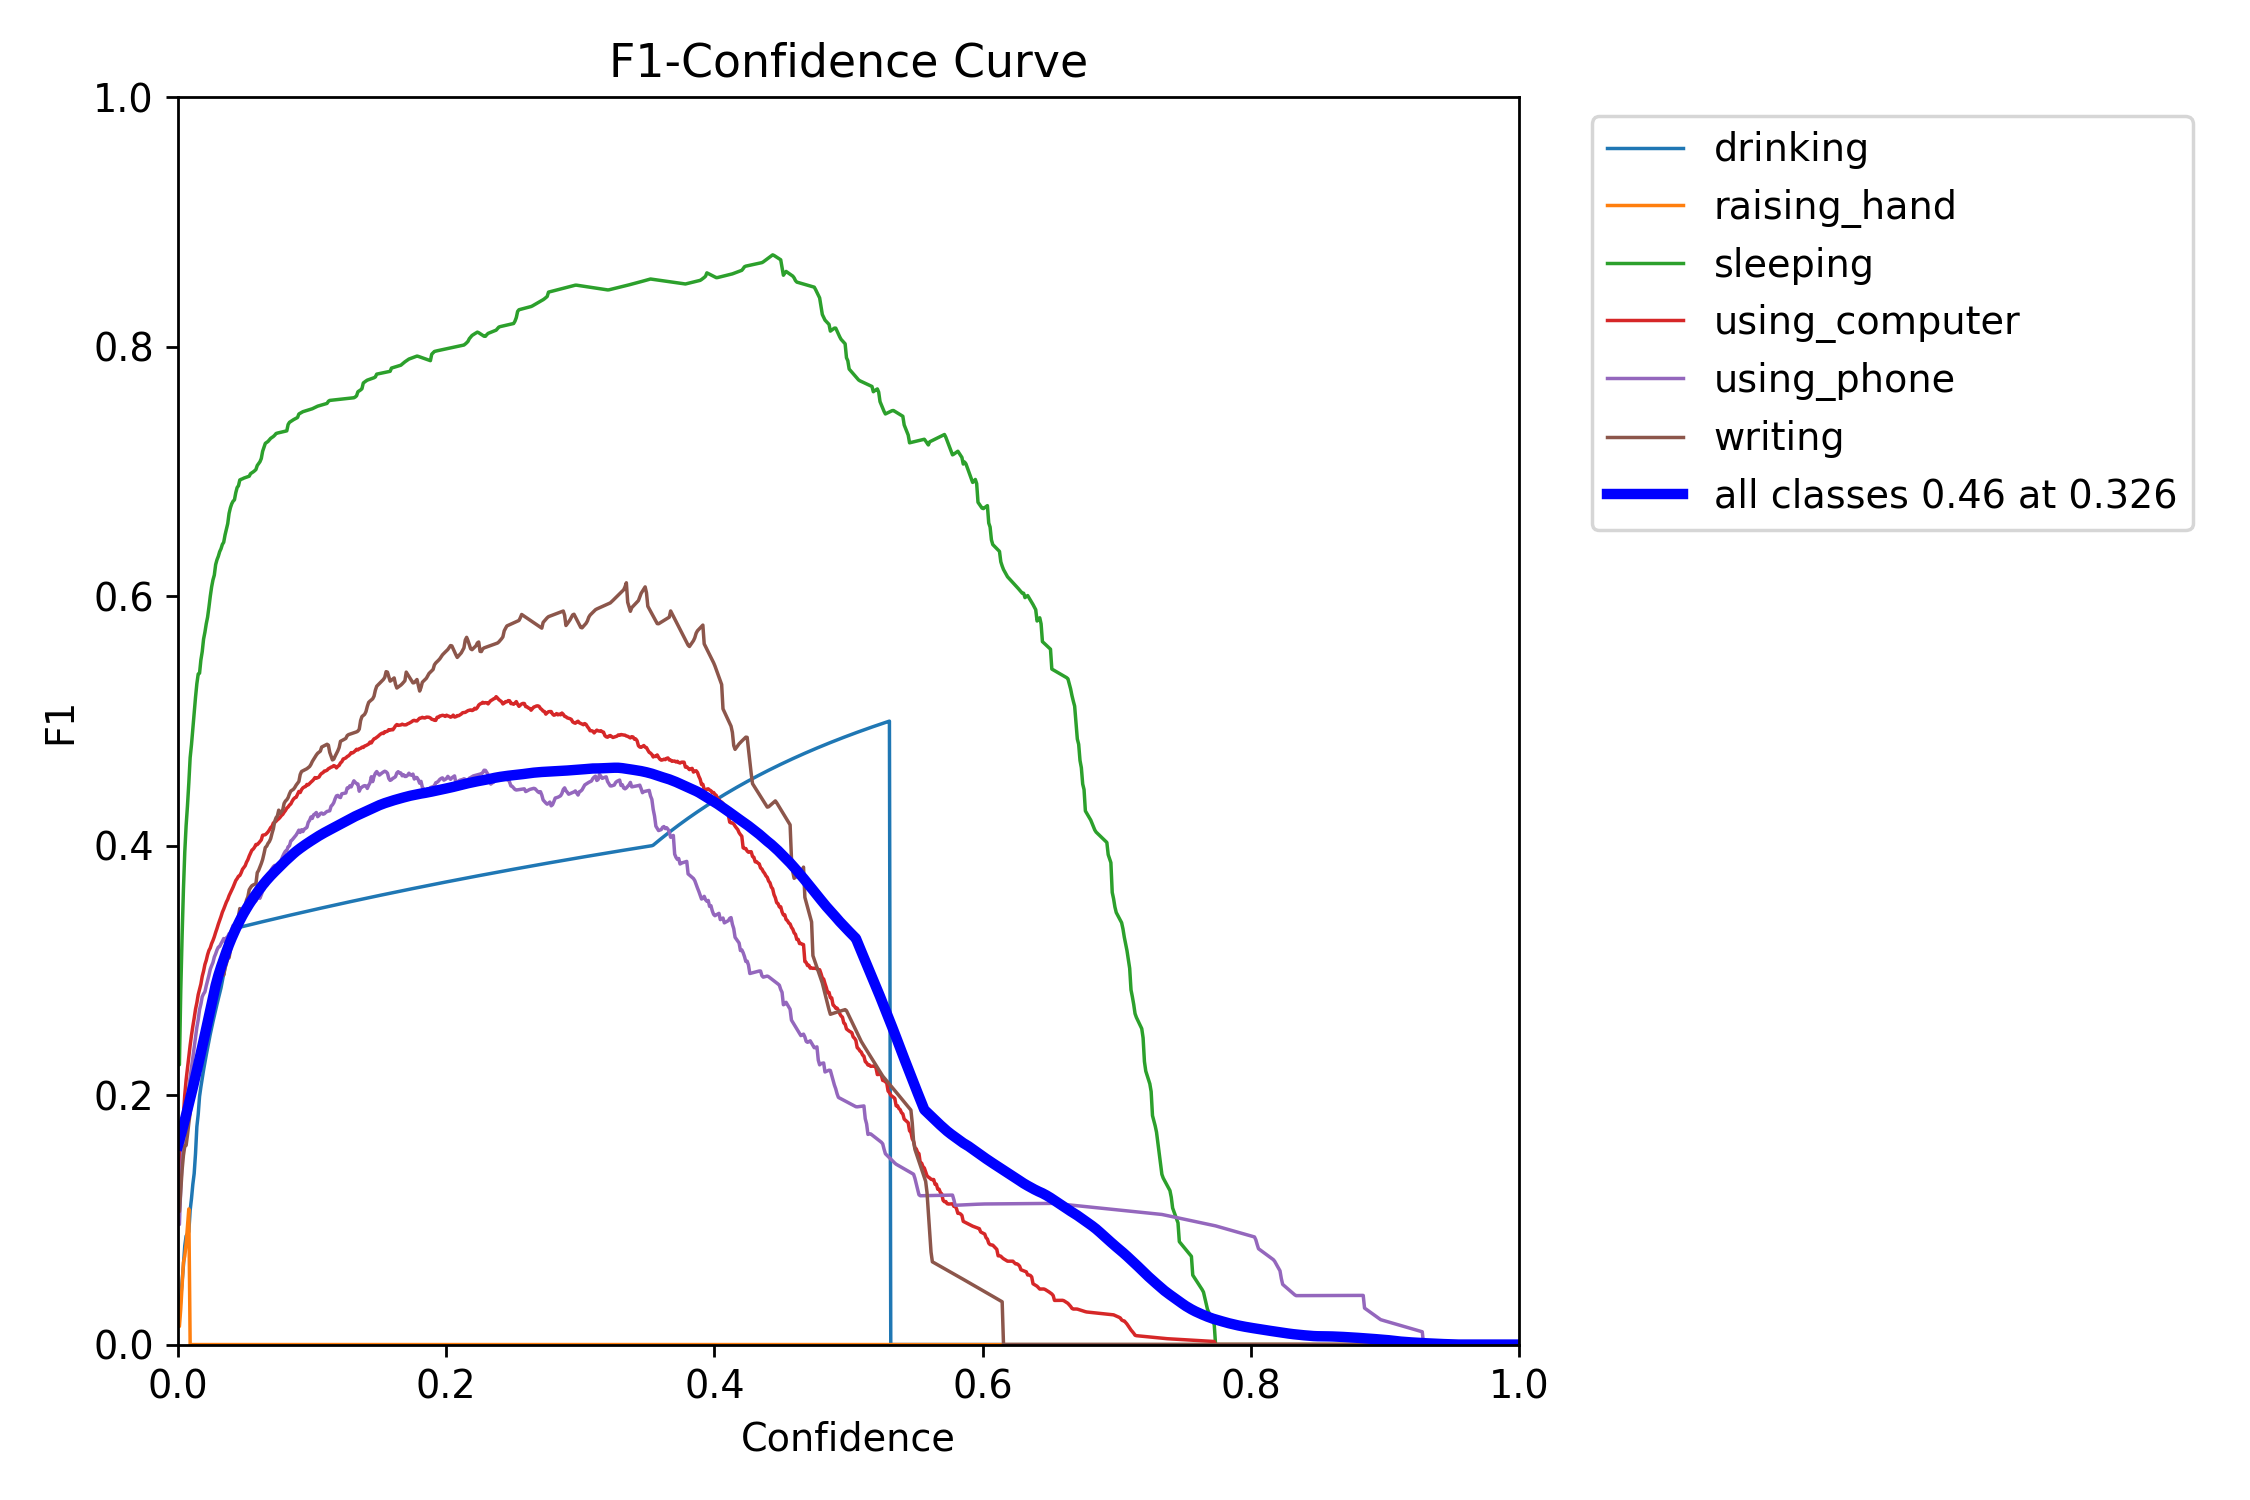 F1-Confidence Curve
1.0
0.8
0.6
0.4
0.2
0.0
F1
0.0 0.2 0.4 0.6 0.8 1.0
Confidence
drinking
raising_hand
sleeping
using_computer
using_phone
writing
all classes 0.46 at 0.326